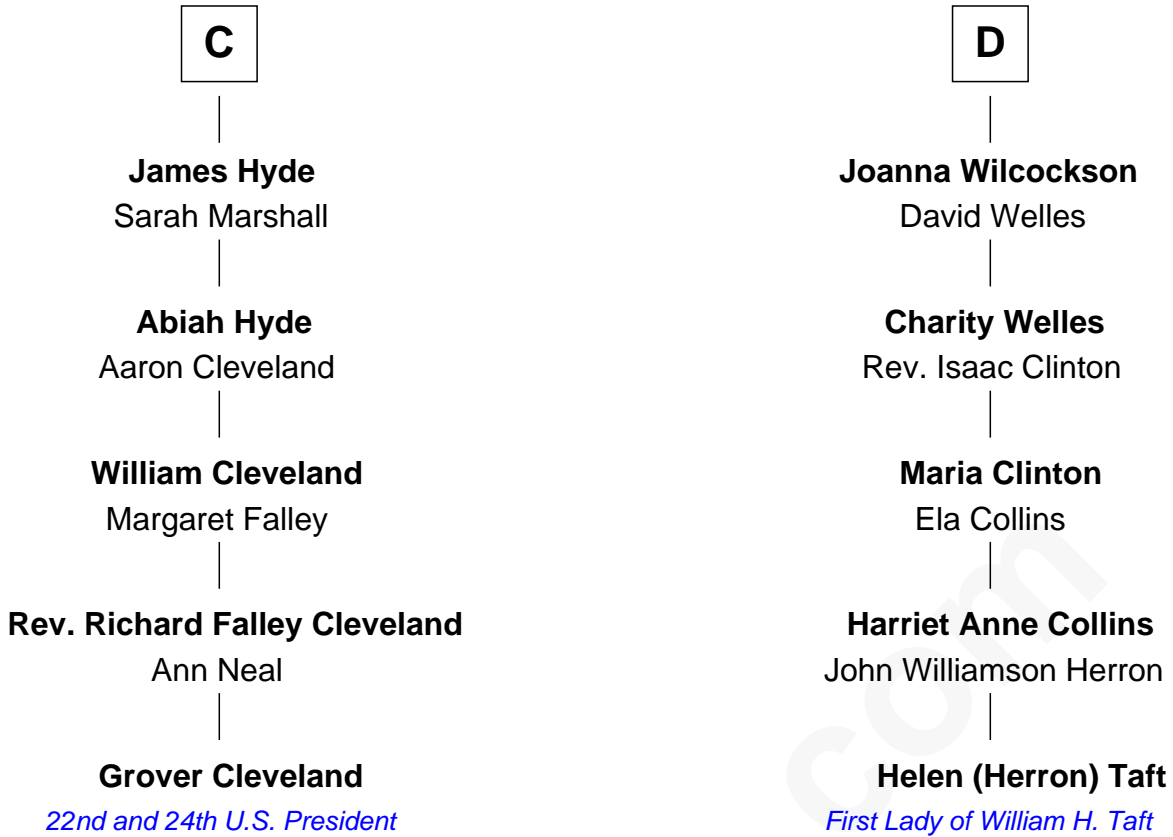 C
James Hyde
Sarah Marshall
Abiah Hyde
Aaron Cleveland
William Cleveland
Margaret Falley
Rev. Richard Falley Cleveland
Ann Neal
Grover Cleveland
22nd and 24th U.S. President
D
Joanna Wilcockson
David Welles
Charity Welles
Rev. Isaac Clinton
Maria Clinton
Ela Collins
Harriet Anne Collins
John Williamson Herron
Helen (Herron) Taft
First Lady of William H. Taft
com